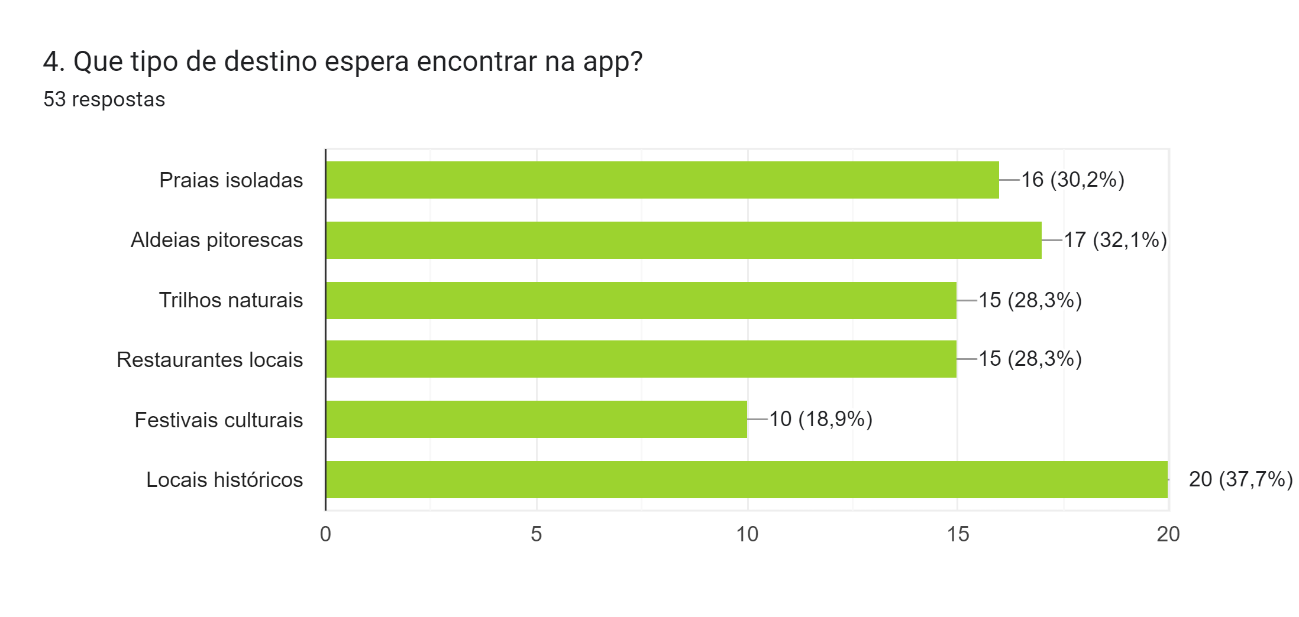 4. Que tipo de destino espera encontrar na app?
53 respostas
Praias isoladas 16 (30,2%)
Aldeias pitorescas 17 (32,1%)
Trilhos naturais 15 (28,3%)
Restaurantes locais 15 (28,3%)
Festivais culturais 10 (18,9%)
Locais históricos 20 (37,7%)
0 5 10 15 20